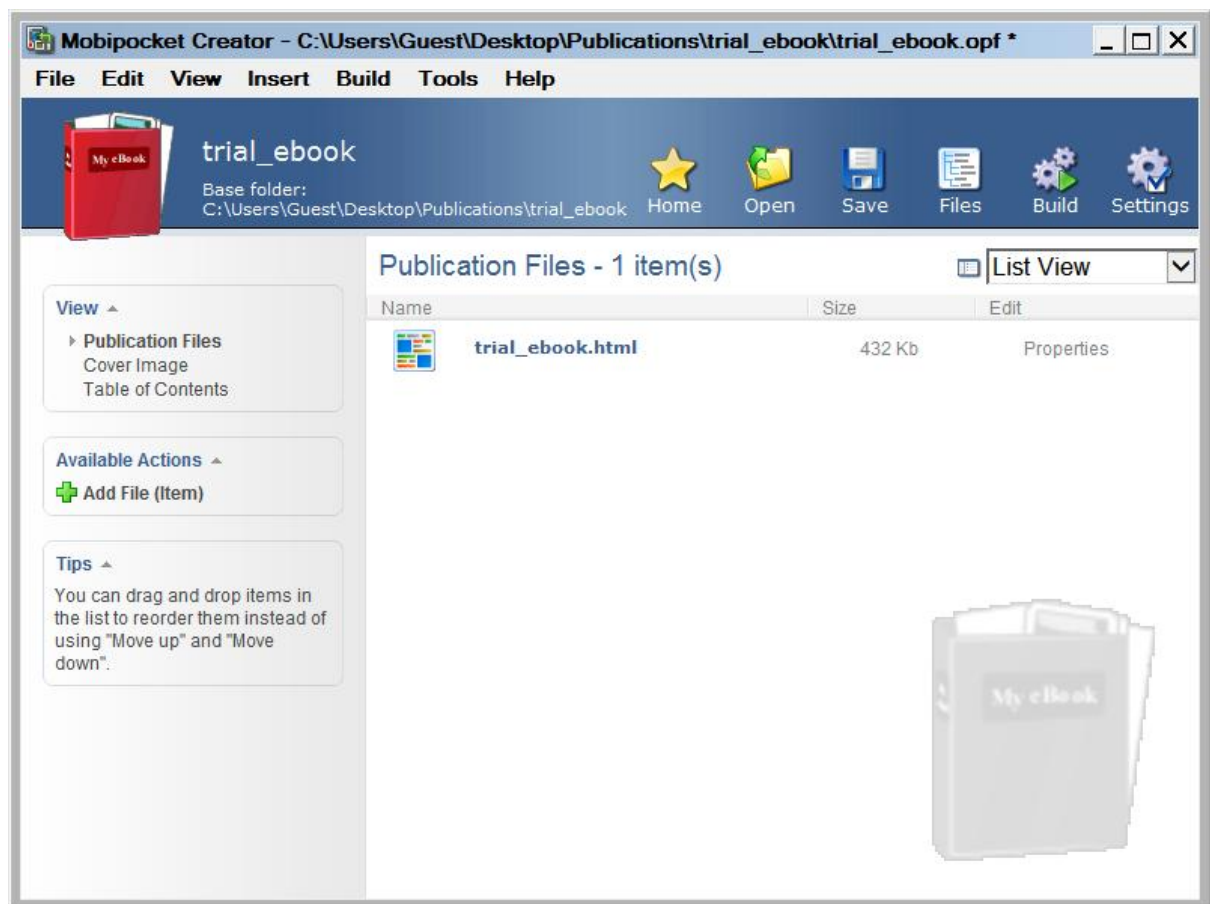 Mobipocket Creator - C:\Users\Guest\Desktop\Publications\trial_ebook\trial_ebook.opf *
File Edit View Insert Build Tools Help
My eBook
trial_ebook
Base folder:
C:\Users\Guest\Desktop\Publications\trial_ebook
Home Open Save Files Build Settings
View
Publication Files
Cover Image
Table of Contents
Available Actions
Add File (Item)
Tips
You can drag and drop items in
the list to reorder them instead of
using "Move up" and "Move
down".
Publication Files - 1 item(s)
List View
Name Size Edit
trial_ebook.html 432 Kb Properties
My eBook